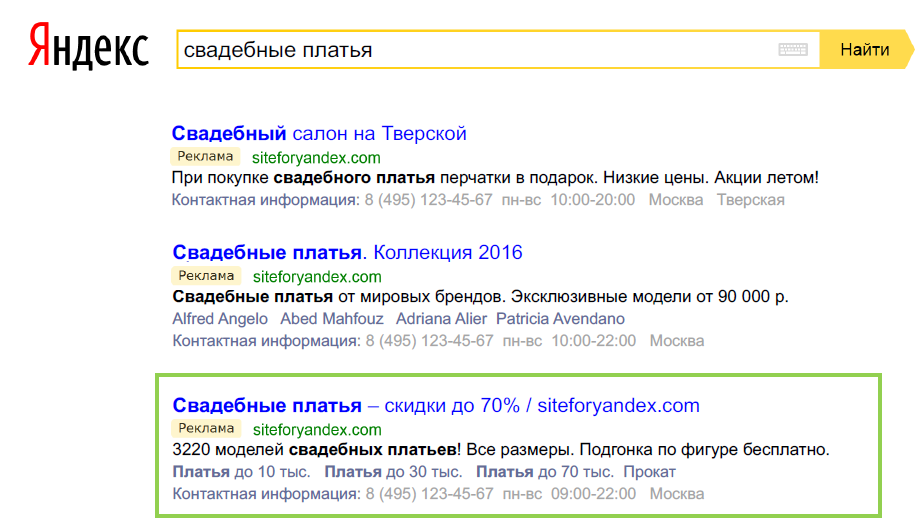 Яндекс
свадебные платья
Найти
Свадебный салон на Тверской
Реклама siteforyandex.com
При покупке свадебного платья перчатки в подарок. Низкие цены. Акции летом!
Контактная информация: 8 (495) 123-45-67 пн-вс 10:00-20:00 Москва Тверская
Свадебные платья. Коллекция 2016
Реклама siteforyandex.com
Свадебные платья от мировых брендов. Эксклюзивные модели от 90 000 р.
Alfred Angelo Abed Mahfouz Adriana Alier Patricia Avendano
Контактная информация: 8 (495) 123-45-67 пн-вс 10:00-22:00 Москва
Свадебные платья – скидки до 70% / siteforyandex.com
Реклама siteforyandex.com
3220 моделей свадебных платьев! Все размеры. Подгонка по фигуре бесплатно.
Платья до 10 тыс. Платья до 30 тыс. Платья до 70 тыс. Прокат
Контактная информация: 8 (495) 123-45-67 пн-вс 09:00-22:00 Москва